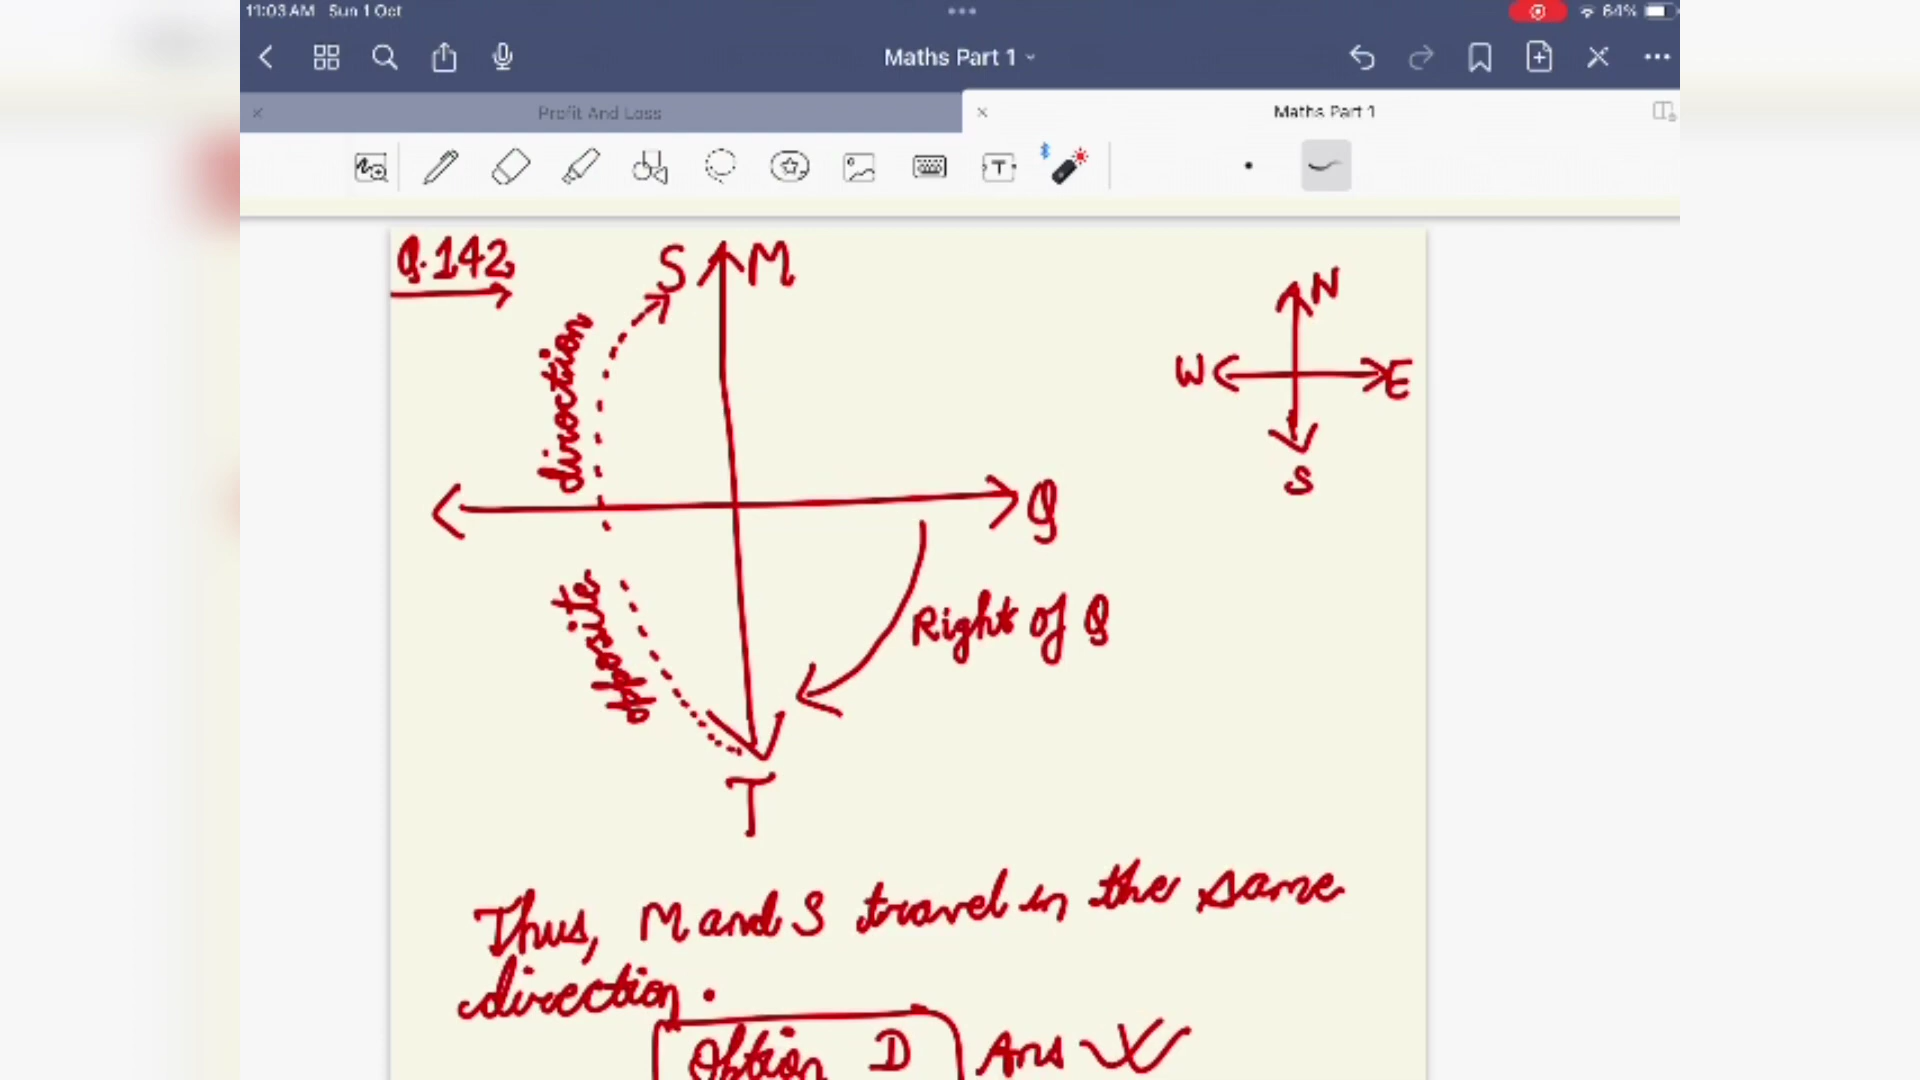 11:03 AM Sun 1 Oct
64%
Maths Part 1
Profit And Loss
Maths Part 1
T
Q.142
S M
N
W E
S
direction
Q
opposite
Right of Q
T
Thus, M and S travel in the same
direction.
Option D Ans